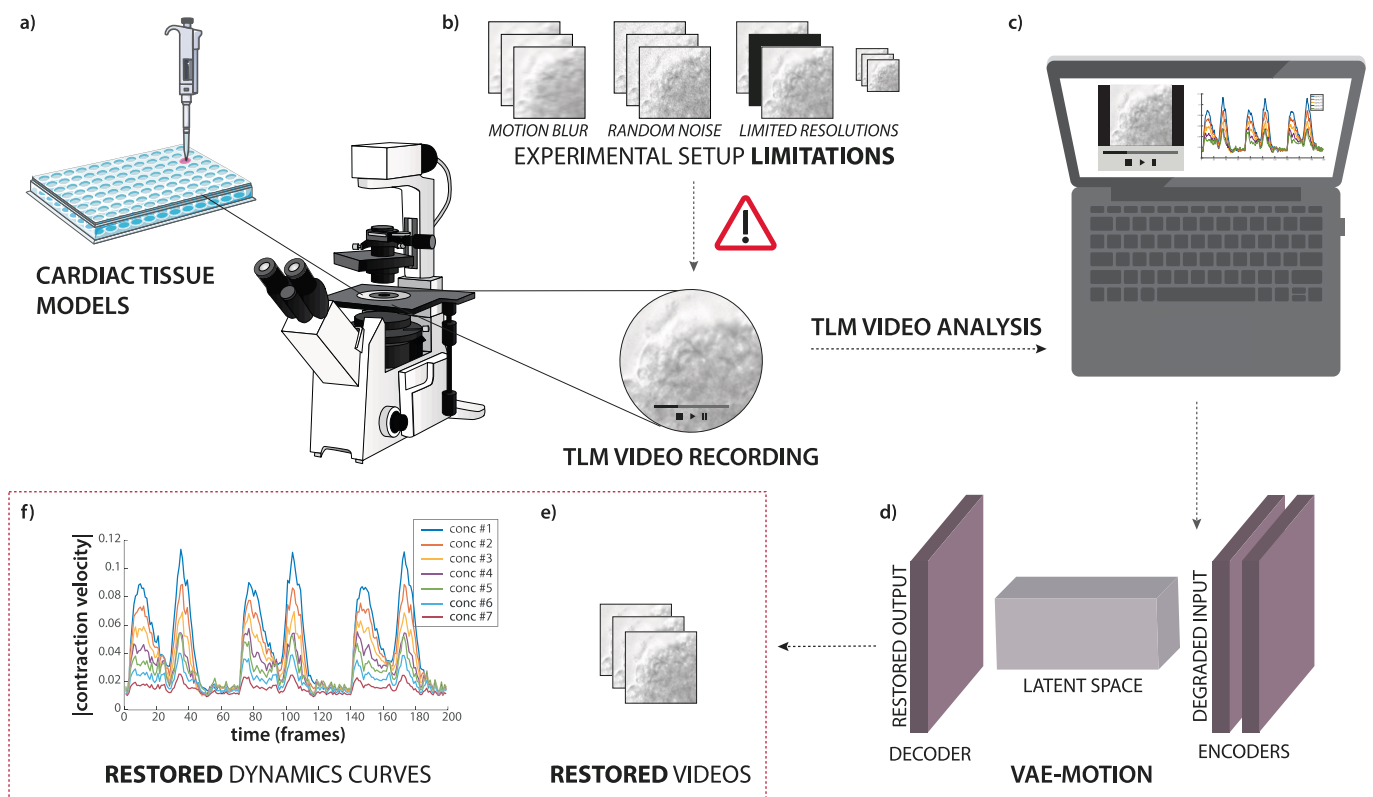 a)
CARDIAC TISSUE
MODELS
b)
MOTION BLUR
RANDOM NOISE
LIMITED RESOLUTIONS
EXPERIMENTAL SETUP LIMITATIONS
TLM VIDEO RECORDING
c)
TLM VIDEO ANALYSIS
d)
RESTORED OUTPUT
DECODER
LATENT SPACE
DEGRADED INPUT
ENCODERS
VAE-MOTION
e)
RESTORED VIDEOS
f)
|contraction velocity|
0.12
0.1
0.08
0.06
0.04
0.02
0
0
20
40
60
80
100
120
140
160
180
200
time (frames)
conc #1
conc #2
conc #3
conc #4
conc #5
conc #6
conc #7
RESTORED DYNAMICS CURVES